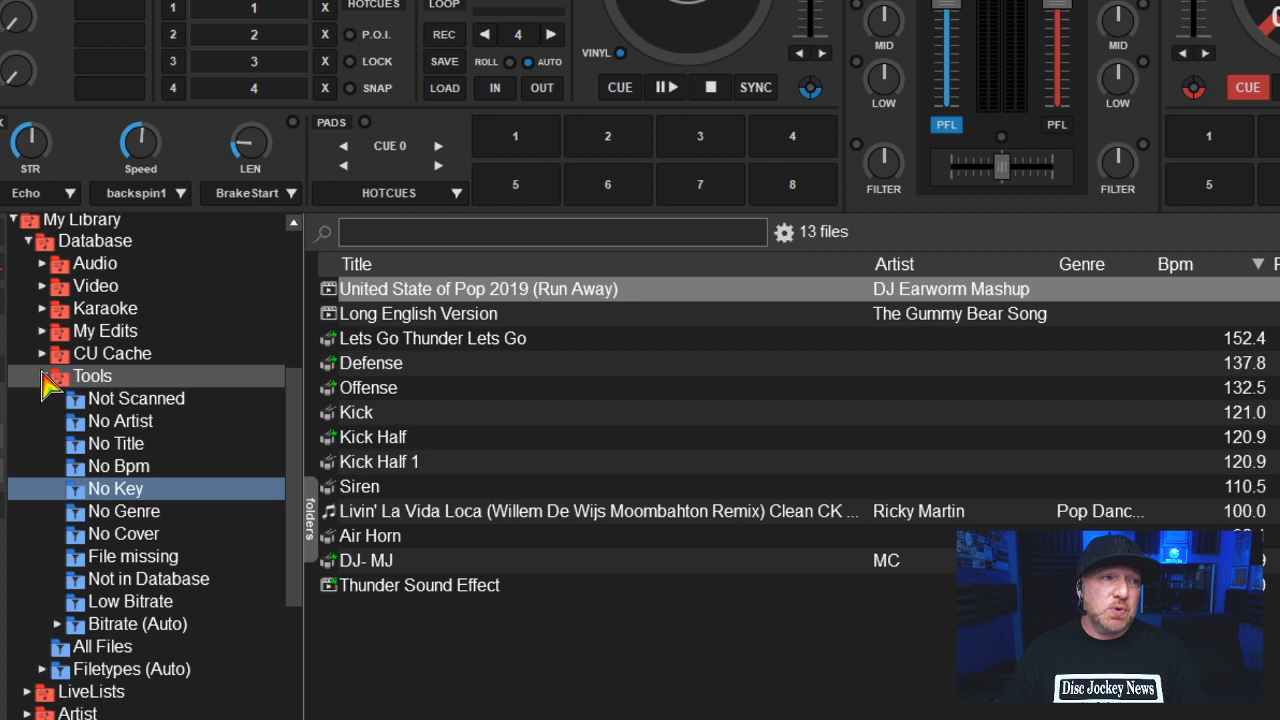 1 1 X HOTCUES LOOP
2 2 X P.O.I. REC 4
3 3 X LOCK SAVE ROLL AUTO
4 4 X SNAP LOAD IN OUT
VINYL
CUE SYNC
MID MID
LOW LOW
PFL PFL
CUE
STR Speed LEN
Echo backspin1 BrakeStart
PADS
CUE 0
HOTCUES
1 2 3 4
5 6 7 8
FILTER FILTER
1
5
My Library
Database
Audio
Video
Karaoke
My Edits
CU Cache
Tools
Not Scanned
No Artist
No Title
No Bpm
No Key
No Genre
No Cover
File missing
Not in Database
Low Bitrate
Bitrate (Auto)
All Files
Filetypes (Auto)
LiveLists
Artist
folders
13 files
Title Artist Genre Bpm
United State of Pop 2019 (Run Away) DJ Earworm Mashup
Long English Version The Gummy Bear Song
Lets Go Thunder Lets Go 152.4
Defense 137.8
Offense 132.5
Kick 121.0
Kick Half 120.9
Kick Half 1 120.9
Siren 110.5
Livin' La Vida Loca (Willem De Wijs Moombahton Remix) Clean CK ... Ricky Martin Pop Danc... 100.0
Air Horn
DJ- MJ MC
Thunder Sound Effect
Disc Jockey News